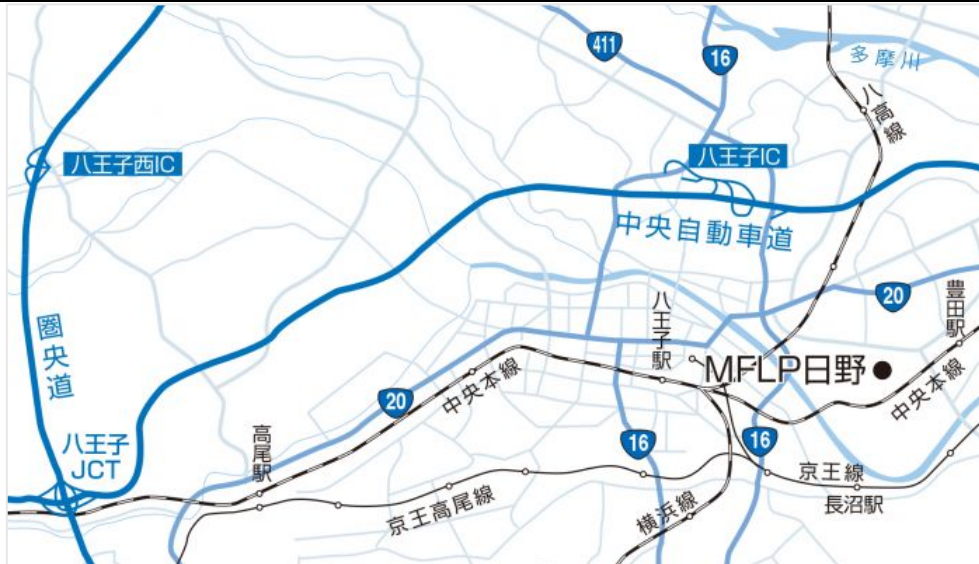 411
16
多摩川
八高線
八王子西IC
八王子IC
中央自動車道
圏央道
20
豊田駅
八王子駅
MFLP日野
中央本線
中央本線
20
高尾駅
八王子
JCT
16
16
京王線
長沼駅
京王高尾線
横浜線